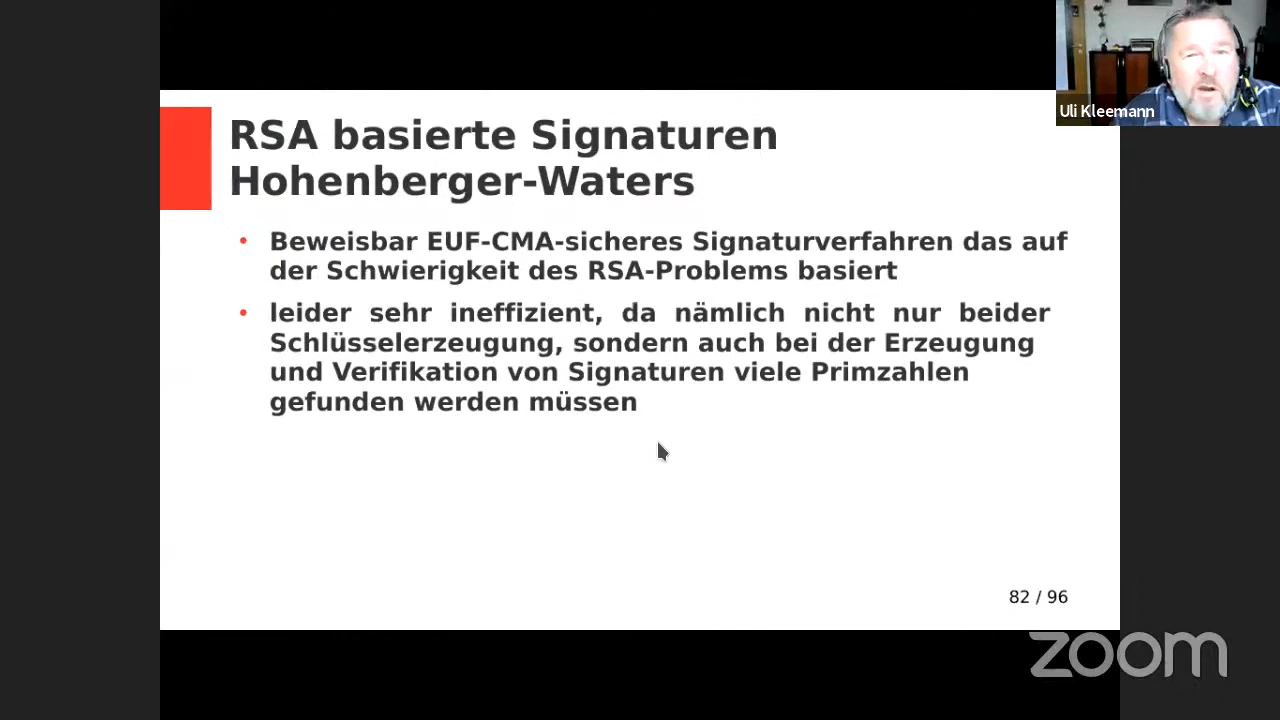 Uli Kleemann
RSA basierte Signaturen
Hohenberger-Waters
• Beweisbar EUF-CMA-sicheres Signaturverfahren das auf
der Schwierigkeit des RSA-Problems basiert
• leider sehr ineffizient, da nämlich nicht nur beider
Schlüsselerzeugung, sondern auch bei der Erzeugung
und Verifikation von Signaturen viele Primzahlen
gefunden werden müssen
82 / 96
zoom